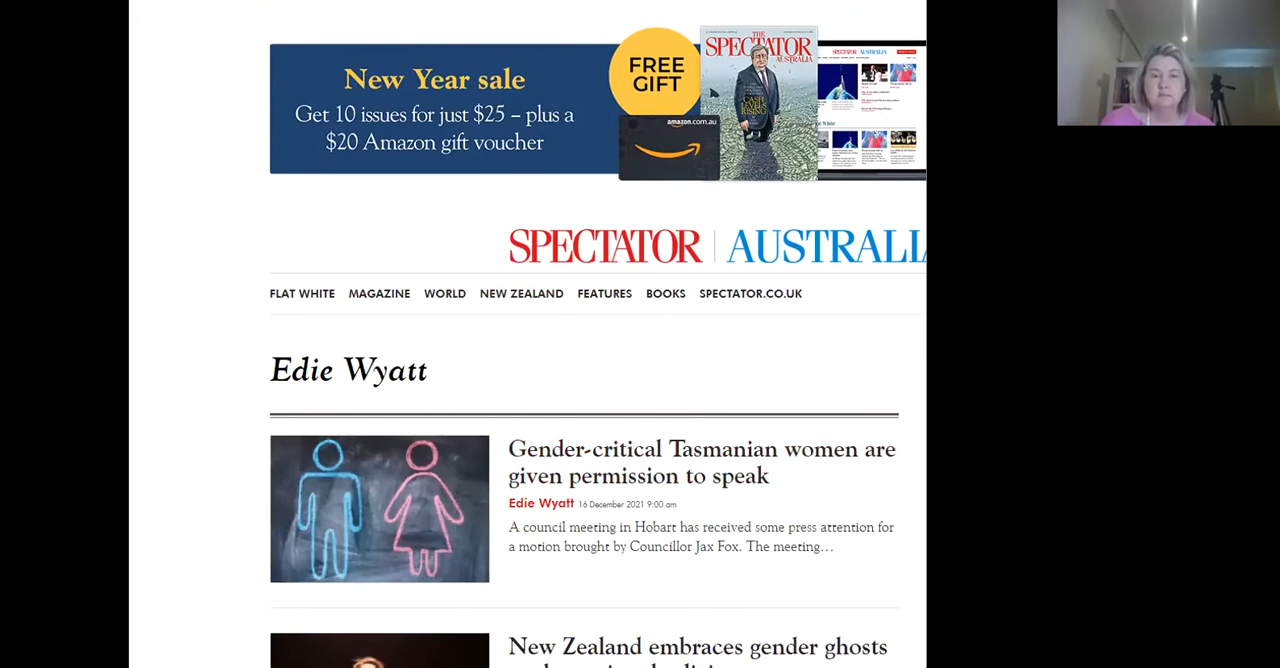 New Year sale
Get 10 issues for just $25 – plus a
$20 Amazon gift voucher
FREE
GIFT
amazon.com.au
THE
SPECTATOR
AUSTRALIA
SPECTATOR AUSTRALIA
SPECTATOR | AUSTRALI
FLAT WHITE MAGAZINE WORLD NEW ZEALAND FEATURES BOOKS SPECTATOR.CO.UK
Edie Wyatt
Gender-critical Tasmanian women are
given permission to speak
Edie Wyatt 16 December 2021 9:00 am
A council meeting in Hobart has received some press attention for
a motion brought by Councillor Jax Fox. The meeting…
New Zealand embraces gender ghosts